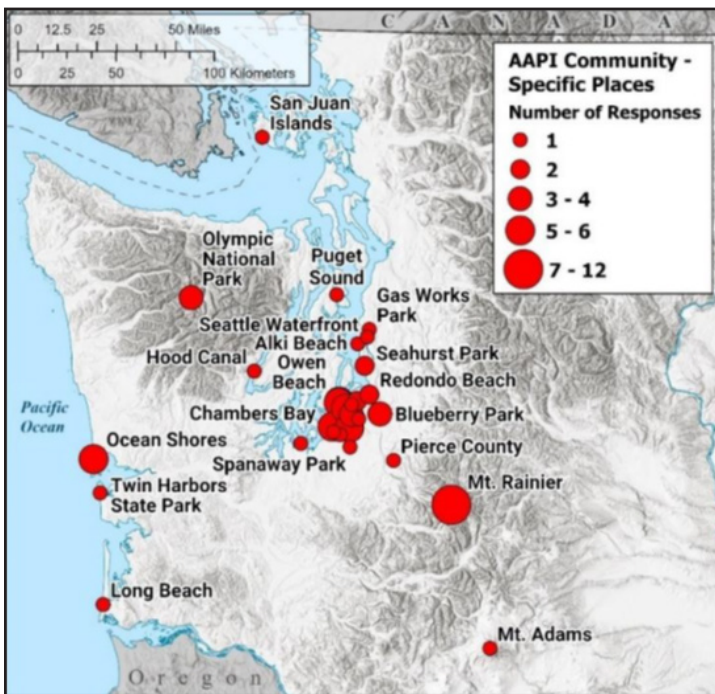 C A N A D A
0 12.5 25 50 Miles
0 25 50 100 Kilometers
AAPI Community -
Specific Places
Number of Responses
1
2
3 - 4
5 - 6
7 - 12
San Juan
Islands
Olympic
National
Park
Puget
Sound
Gas Works
Park
Seattle Waterfront
Alki Beach
Seahurst Park
Hood Canal
Owen
Beach
Redondo Beach
Pacific
Ocean
Chambers Bay
Blueberry Park
Ocean Shores
Spanaway Park
Pierce County
Mt. Rainier
Twin Harbors
State Park
Long Beach
Mt. Adams
Oregon